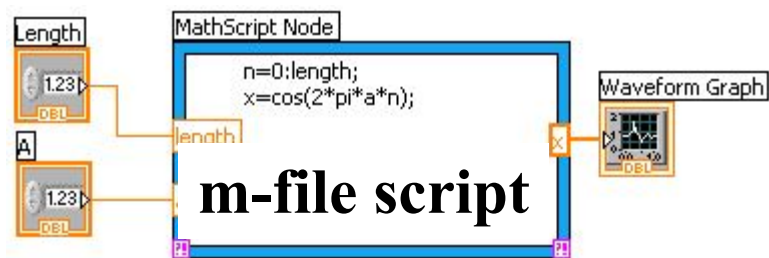 Length
MathScript Node
n=0:length;
x=cos(2*pi*a*n);
1.23
DBL
length
Waveform Graph
x
DBL
A
m-file script
1.23
DBL